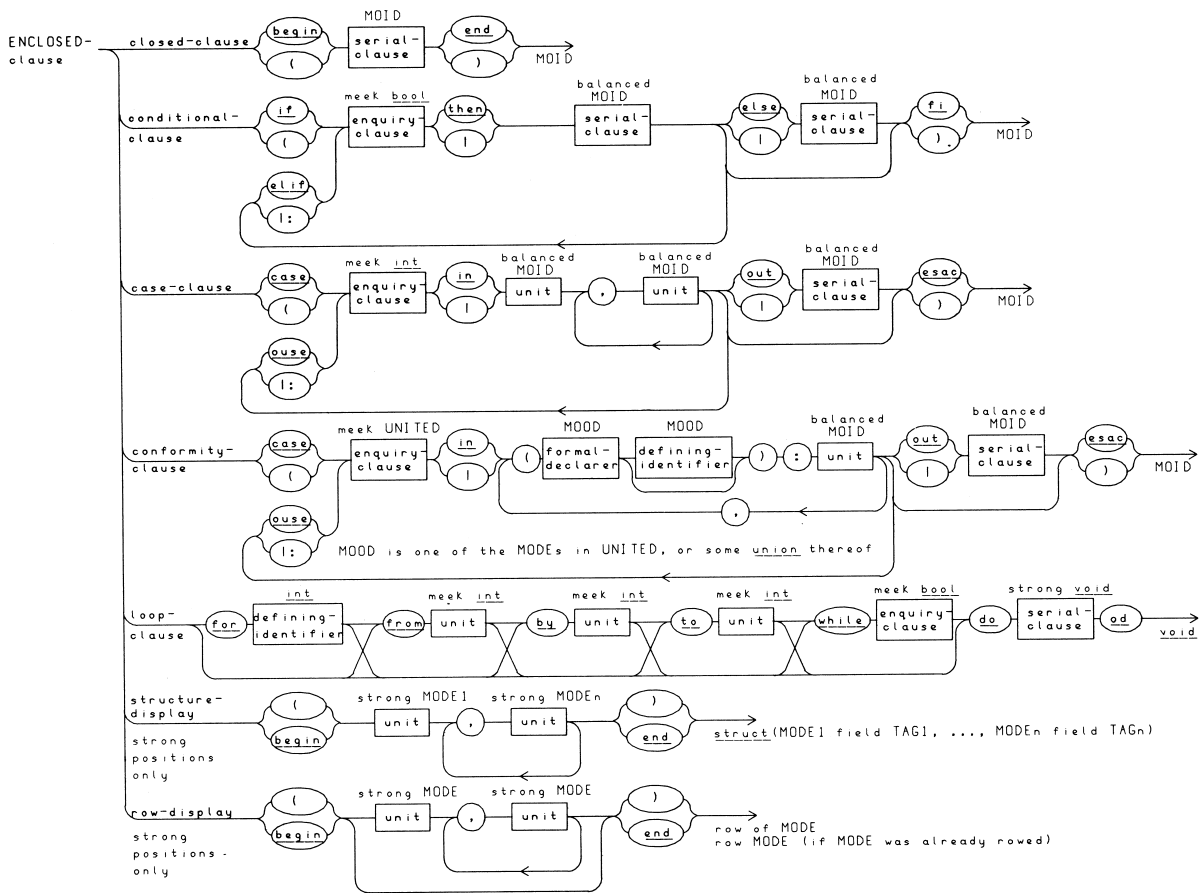 ENCLOSED-
clause
closed-clause
begin
(
MOID
serial-
clause
end
)
MOID
conditional-
clause
if
(
elif
|:
meek bool
enquiry-
clause
then
|
balanced
MOID
serial-
clause
else
|
balanced
MOID
serial-
clause
fi
).
MOID
case-clause
case
(
ouse
|:
meek int
enquiry-
clause
in
|
balanced
MOID
unit
,
balanced
MOID
unit
out
|
balanced
MOID
serial-
clause
esac
)
MOID
conformity-
clause
case
(
ouse
|:
meek UNITED
enquiry-
clause
in
|
(
MOOD
formal-
declarer
MOOD
defining-
identifier
)
:
balanced
MOID
unit
,
out
|
balanced
MOID
serial-
clause
esac
)
MOID
MOOD is one of the MODEs in UNITED, or some union thereof
loop-
clause
for
int
defining-
identifier
from
meek int
unit
by
meek int
unit
to
meek int
unit
while
meek bool
enquiry-
clause
do
strong void
serial-
clause
od
void
structure-
display
strong
positions
only
(
begin
strong MODE1
unit
,
strong MODEn
unit
)
end
struct(MODE1 field TAG1, ..., MODEn field TAGn)
row-display
strong
positions-
only
(
begin
strong MODE
unit
,
strong MODE
unit
)
end
row of MODE
row MODE (if MODE was already rowed)